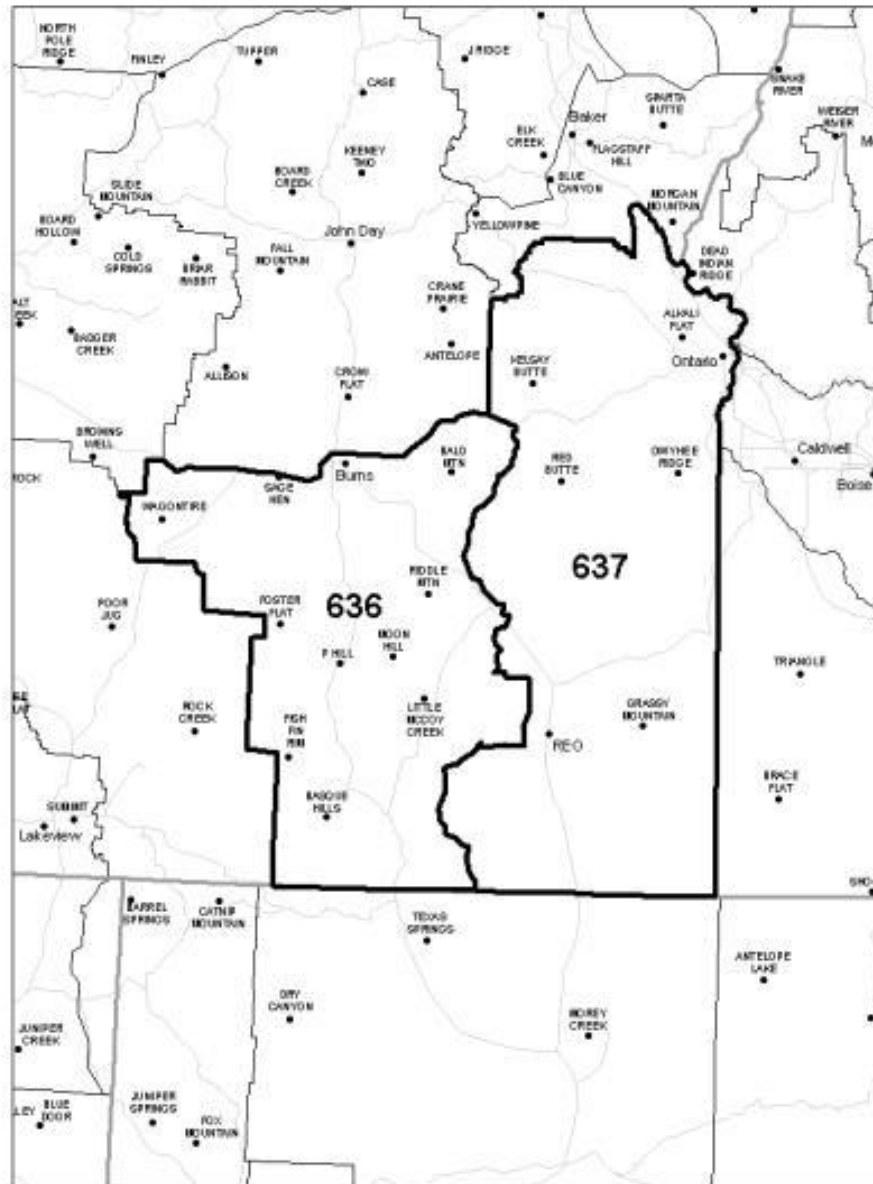 NORTH
POLE
RIDGE
FINLEY
TUPPER
J RIDGE
CASE
SNAKE
RIVER
SPARTA
BUTTE
WEISER
RIVER
Baker
ELK
CREEK
FLAGSTAFF
HILL
KEENEY
TWO
BOARD
CREEK
BLUE
CANYON
SLIDE
MOUNTAIN
MORGAN
MOUNTAIN
BOARD
HOLLOW
YELLOWPINE
John Day
COLD
SPRINGS
BRIAR
RABBIT
FALL
MOUNTAIN
DEAD
INDIAN
RIDGE
CRANE
PRAIRIE
ALKALI
FLAT
BADGER
CREEK
ANTELOPE
KELSAY
BUTTE
Ontario
ALLISON
CROW
FLAT
BROWNS
WELL
BALD
MTN
RED
BUTTE
OWYHEE
RIDGE
Caldwell
Boise
ROCK
SAGE
HEN
Burns
WAGONTIRE
637
RIDDLE
MTN
636
FOSTER
FLAT
POOR
JUG
MOON
HILL
P HILL
TRIANGLE
ROCK
CREEK
LITTLE
MCCOY
CREEK
GRASSY
MOUNTAIN
FISH
FIN
RIM
REO
BRACE
FLAT
BASQUE
HILLS
SUMMIT
Lakeview
BARREL
SPRINGS
CATNIP
MOUNTAIN
SHO
TEXAS
SPRINGS
ANTELOPE
LAKE
DRY
CANYON
MOREY
CREEK
JUNIPER
CREEK
JUNIPER
SPRINGS
LEY
BLUE
DOOR
FOX
MOUNTAIN